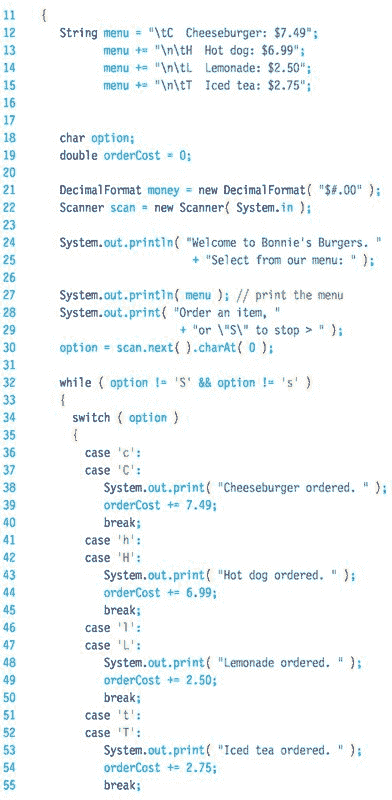 11 {
12 String menu = "\tC  Cheeseburger: $7.49";
13 menu += "\n\tH  Hot dog: $6.99";
14 menu += "\n\tL  Lemonade: $2.50";
15 menu += "\n\tT  Iced tea: $2.75";
16
17
18 char option;
19 double orderCost = 0;
20
21 DecimalFormat money = new DecimalFormat( "$#.00" );
22 Scanner scan = new Scanner( System.in );
23
24 System.out.println( "Welcome to Bonnie's Burgers. "
25 + "Select from our menu: " );
26
27 System.out.println( menu ); // print the menu
28 System.out.print( "Order an item, "
29 + "or \"S\" to stop > " );
30 option = scan.next( ).charAt( 0 );
31
32 while ( option != 'S' && option != 's' )
33 {
34 switch ( option )
35 {
36 case 'c':
37 case 'C':
38 System.out.print( "Cheeseburger ordered. " );
39 orderCost += 7.49;
40 break;
41 case 'h':
42 case 'H':
43 System.out.print( "Hot dog ordered. " );
44 orderCost += 6.99;
45 break;
46 case 'l':
47 case 'L':
48 System.out.print( "Lemonade ordered. " );
49 orderCost += 2.50;
50 break;
51 case 't':
52 case 'T':
53 System.out.print( "Iced tea ordered. " );
54 orderCost += 2.75;
55 break;